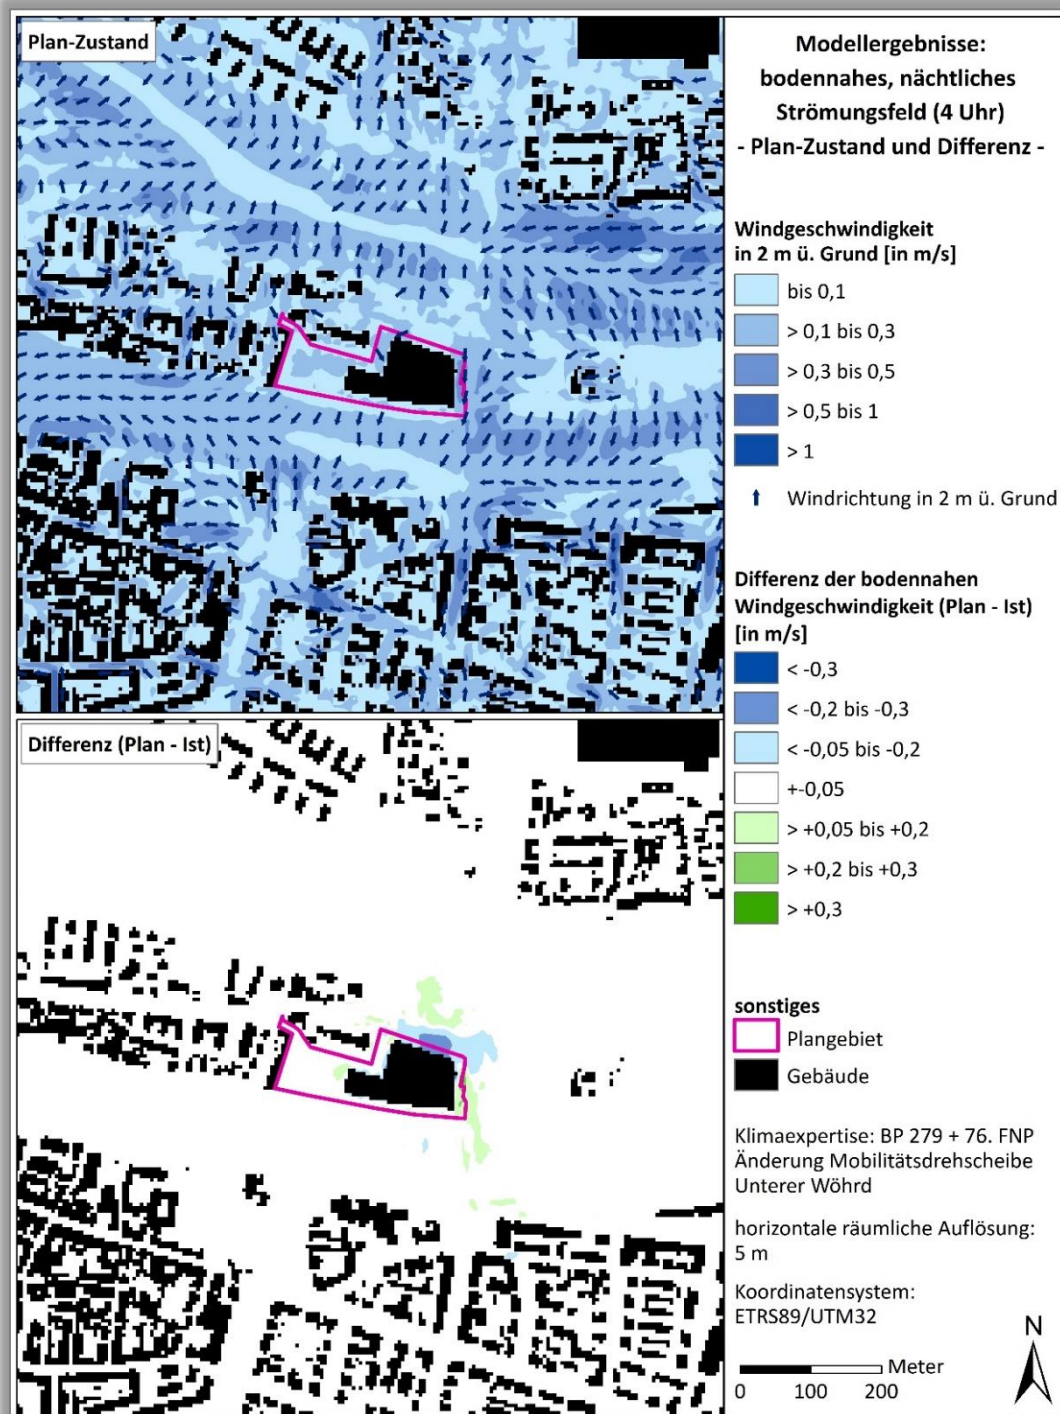 Plan-Zustand
Modellergebnisse:
bodennahes, nächtliches
Strömungsfeld (4 Uhr)
- Plan-Zustand und Differenz -
Windgeschwindigkeit
in 2 m ü. Grund [in m/s]
bis 0,1
> 0,1 bis 0,3
> 0,3 bis 0,5
> 0,5 bis 1
> 1
Windrichtung in 2 m ü. Grund
Differenz der bodennahen
Windgeschwindigkeit (Plan - Ist)
[in m/s]
< -0,3
< -0,2 bis -0,3
< -0,05 bis -0,2
+-0,05
> +0,05 bis +0,2
> +0,2 bis +0,3
> +0,3
Differenz (Plan - Ist)
sonstiges
Plangebiet
Gebäude
Klimaexpertise: BP 279 + 76. FNP
Änderung Mobilitätsdrehscheibe
Unterer Wöhrd
horizontale räumliche Auflösung:
5 m
Koordinatensystem:
ETRS89/UTM32
N
Meter
0 100 200